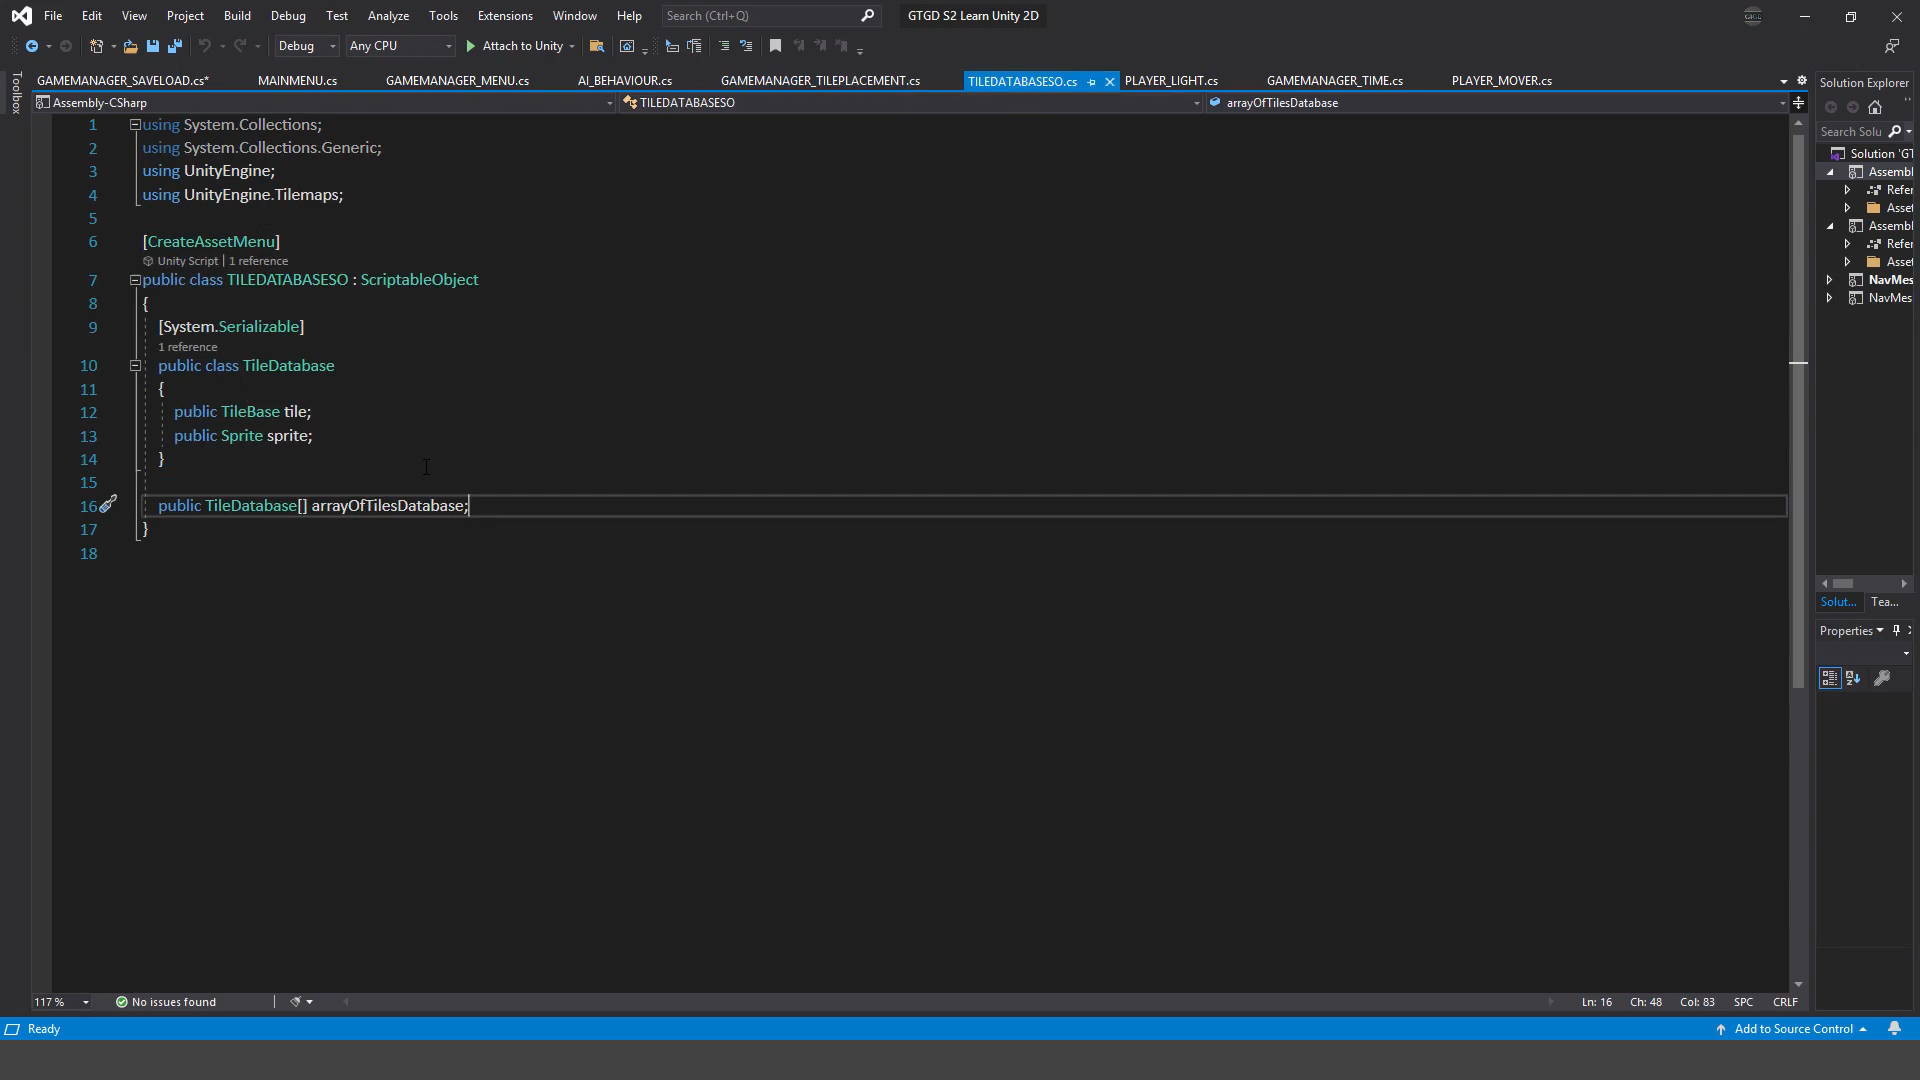 File Edit View Project Build Debug Test Analyze Tools Extensions Window Help Search (Ctrl+Q) GTGD S2 Learn Unity 2D
Debug Any CPU Attach to Unity
Toolbox
GAMEMANAGER_SAVELOAD.cs* MAINMENU.cs GAMEMANAGER_MENU.cs AI_BEHAVIOUR.cs GAMEMANAGER_TILEPLACEMENT.cs TILEDATABASESO.cs PLAYER_LIGHT.cs GAMEMANAGER_TIME.cs PLAYER_MOVER.cs
Assembly-CSharp TILEDATABASESO arrayOfTilesDatabase
1 using System.Collections;
2 using System.Collections.Generic;
3 using UnityEngine;
4 using UnityEngine.Tilemaps;
5
6 [CreateAssetMenu]
Unity Script | 1 reference
7 public class TILEDATABASESO : ScriptableObject
8 {
9 [System.Serializable]
1 reference
10 public class TileDatabase
11 {
12 public TileBase tile;
13 public Sprite sprite;
14 }
15
16 public TileDatabase[] arrayOfTilesDatabase;
17 }
18
Solution Explorer
Search Solu
Solution 'GT
Assembl
Refer
Asset
Assembl
Refer
Asset
NavMes
NavMes
Solut... Tea...
Properties
117 % No issues found Ln: 16 Ch: 48 Col: 83 SPC CRLF
Ready Add to Source Control